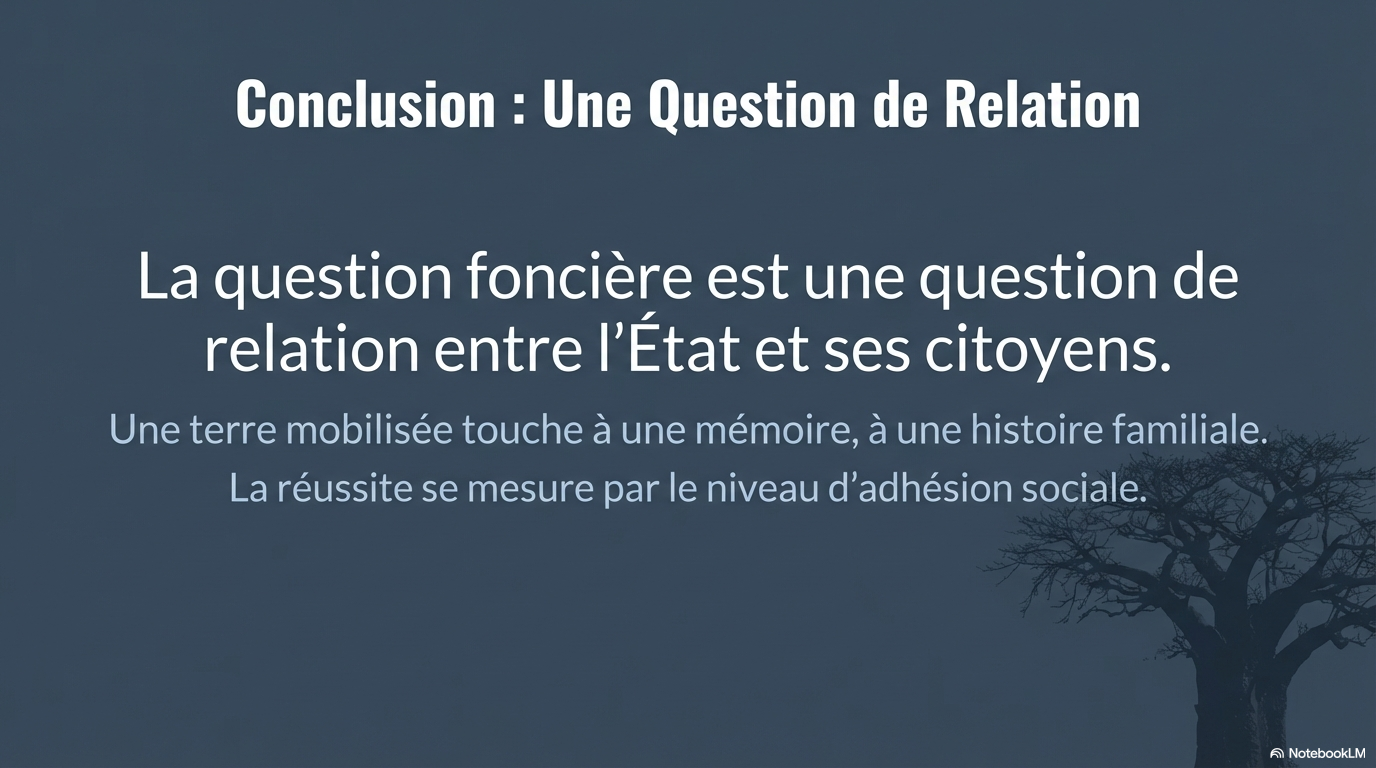 Conclusion : Une Question de Relation
La question foncière est une question de
relation entre l’État et ses citoyens.
Une terre mobilisée touche à une mémoire, à une histoire familiale.
La réussite se mesure par le niveau d’adhésion sociale.
NotebookLM